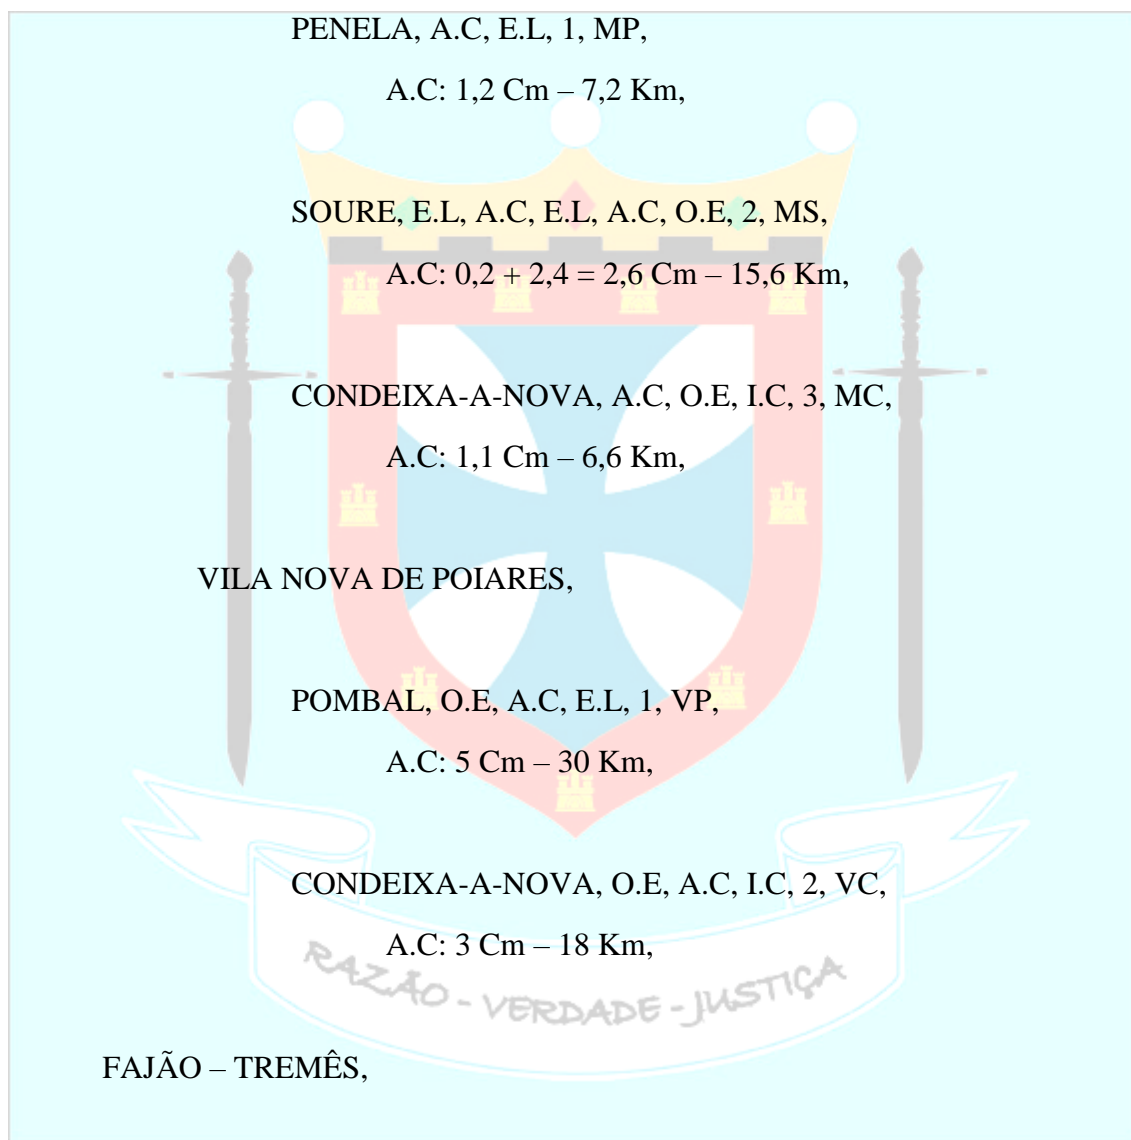 PENELA, A.C, E.L, 1, MP,
A.C: 1,2 Cm – 7,2 Km,
SOURE, E.L, A.C, E.L, A.C, O.E, 2, MS,
A.C: 0,2 + 2,4 = 2,6 Cm – 15,6 Km,
CONDEIXA-A-NOVA, A.C, O.E, I.C, 3, MC,
A.C: 1,1 Cm – 6,6 Km,
VILA NOVA DE POIARES,
POMBAL, O.E, A.C, E.L, 1, VP,
A.C: 5 Cm – 30 Km,
CONDEIXA-A-NOVA, O.E, A.C, I.C, 2, VC,
A.C: 3 Cm – 18 Km,
RAZÃO - VERDADE - JUSTIÇA
FAJÃO – TREMÊS,